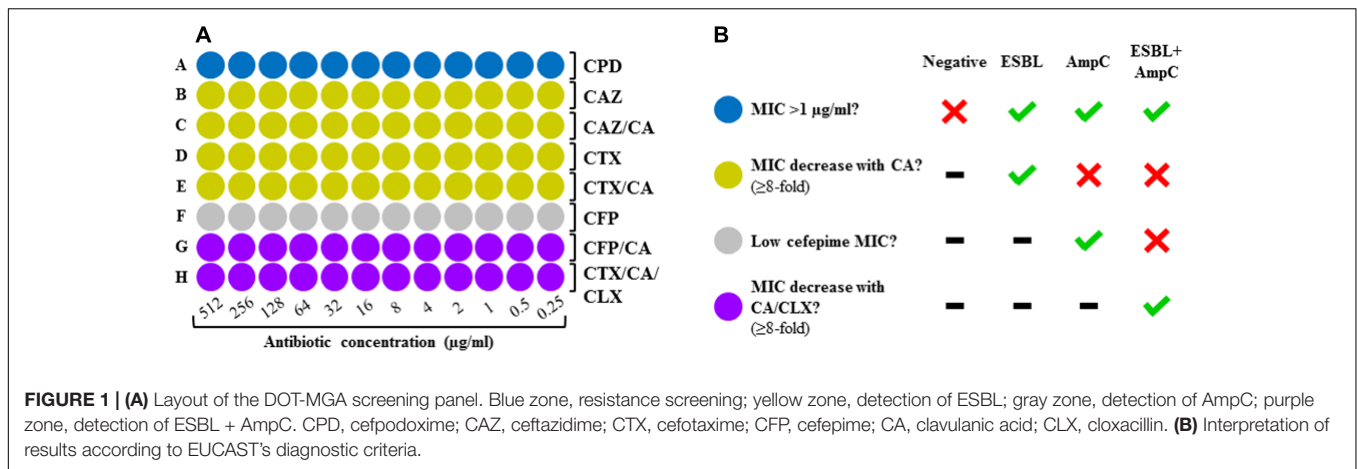 A
A CPD
B CAZ
C CAZ/CA
D CTX
E CTX/CA
F CFP
G CFP/CA
H CTX/CA/
CLX
512 256 128 64 32 16 8 4 2 1 0.5 0.25
Antibiotic concentration (µg/ml)
B
Negative ESBL AmpC ESBL+
AmpC
MIC >1 µg/ml?
MIC decrease with CA?
(≥8-fold)
Low cefepime MIC?
MIC decrease with
CA/CLX?
(≥8-fold)
FIGURE 1 | (A) Layout of the DOT-MGA screening panel. Blue zone, resistance screening; yellow zone, detection of ESBL; gray zone, detection of AmpC; purple
zone, detection of ESBL + AmpC. CPD, cefpodoxime; CAZ, ceftazidime; CTX, cefotaxime; CFP, cefepime; CA, clavulanic acid; CLX, cloxacillin. (B) Interpretation of
results according to EUCAST's diagnostic criteria.